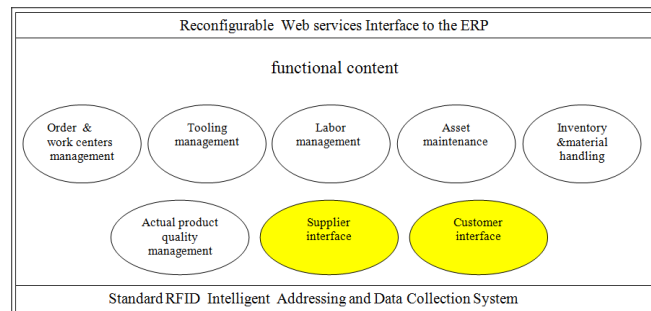 Reconfigurable Web services Interface to the ERP
functional content
Order &
work centers
management
Tooling
management
Labor
management
Asset
maintenance
Inventory
&material
handling
Actual product
quality
management
Supplier
interface
Customer
interface
Standard RFID Intelligent Addressing and Data Collection System